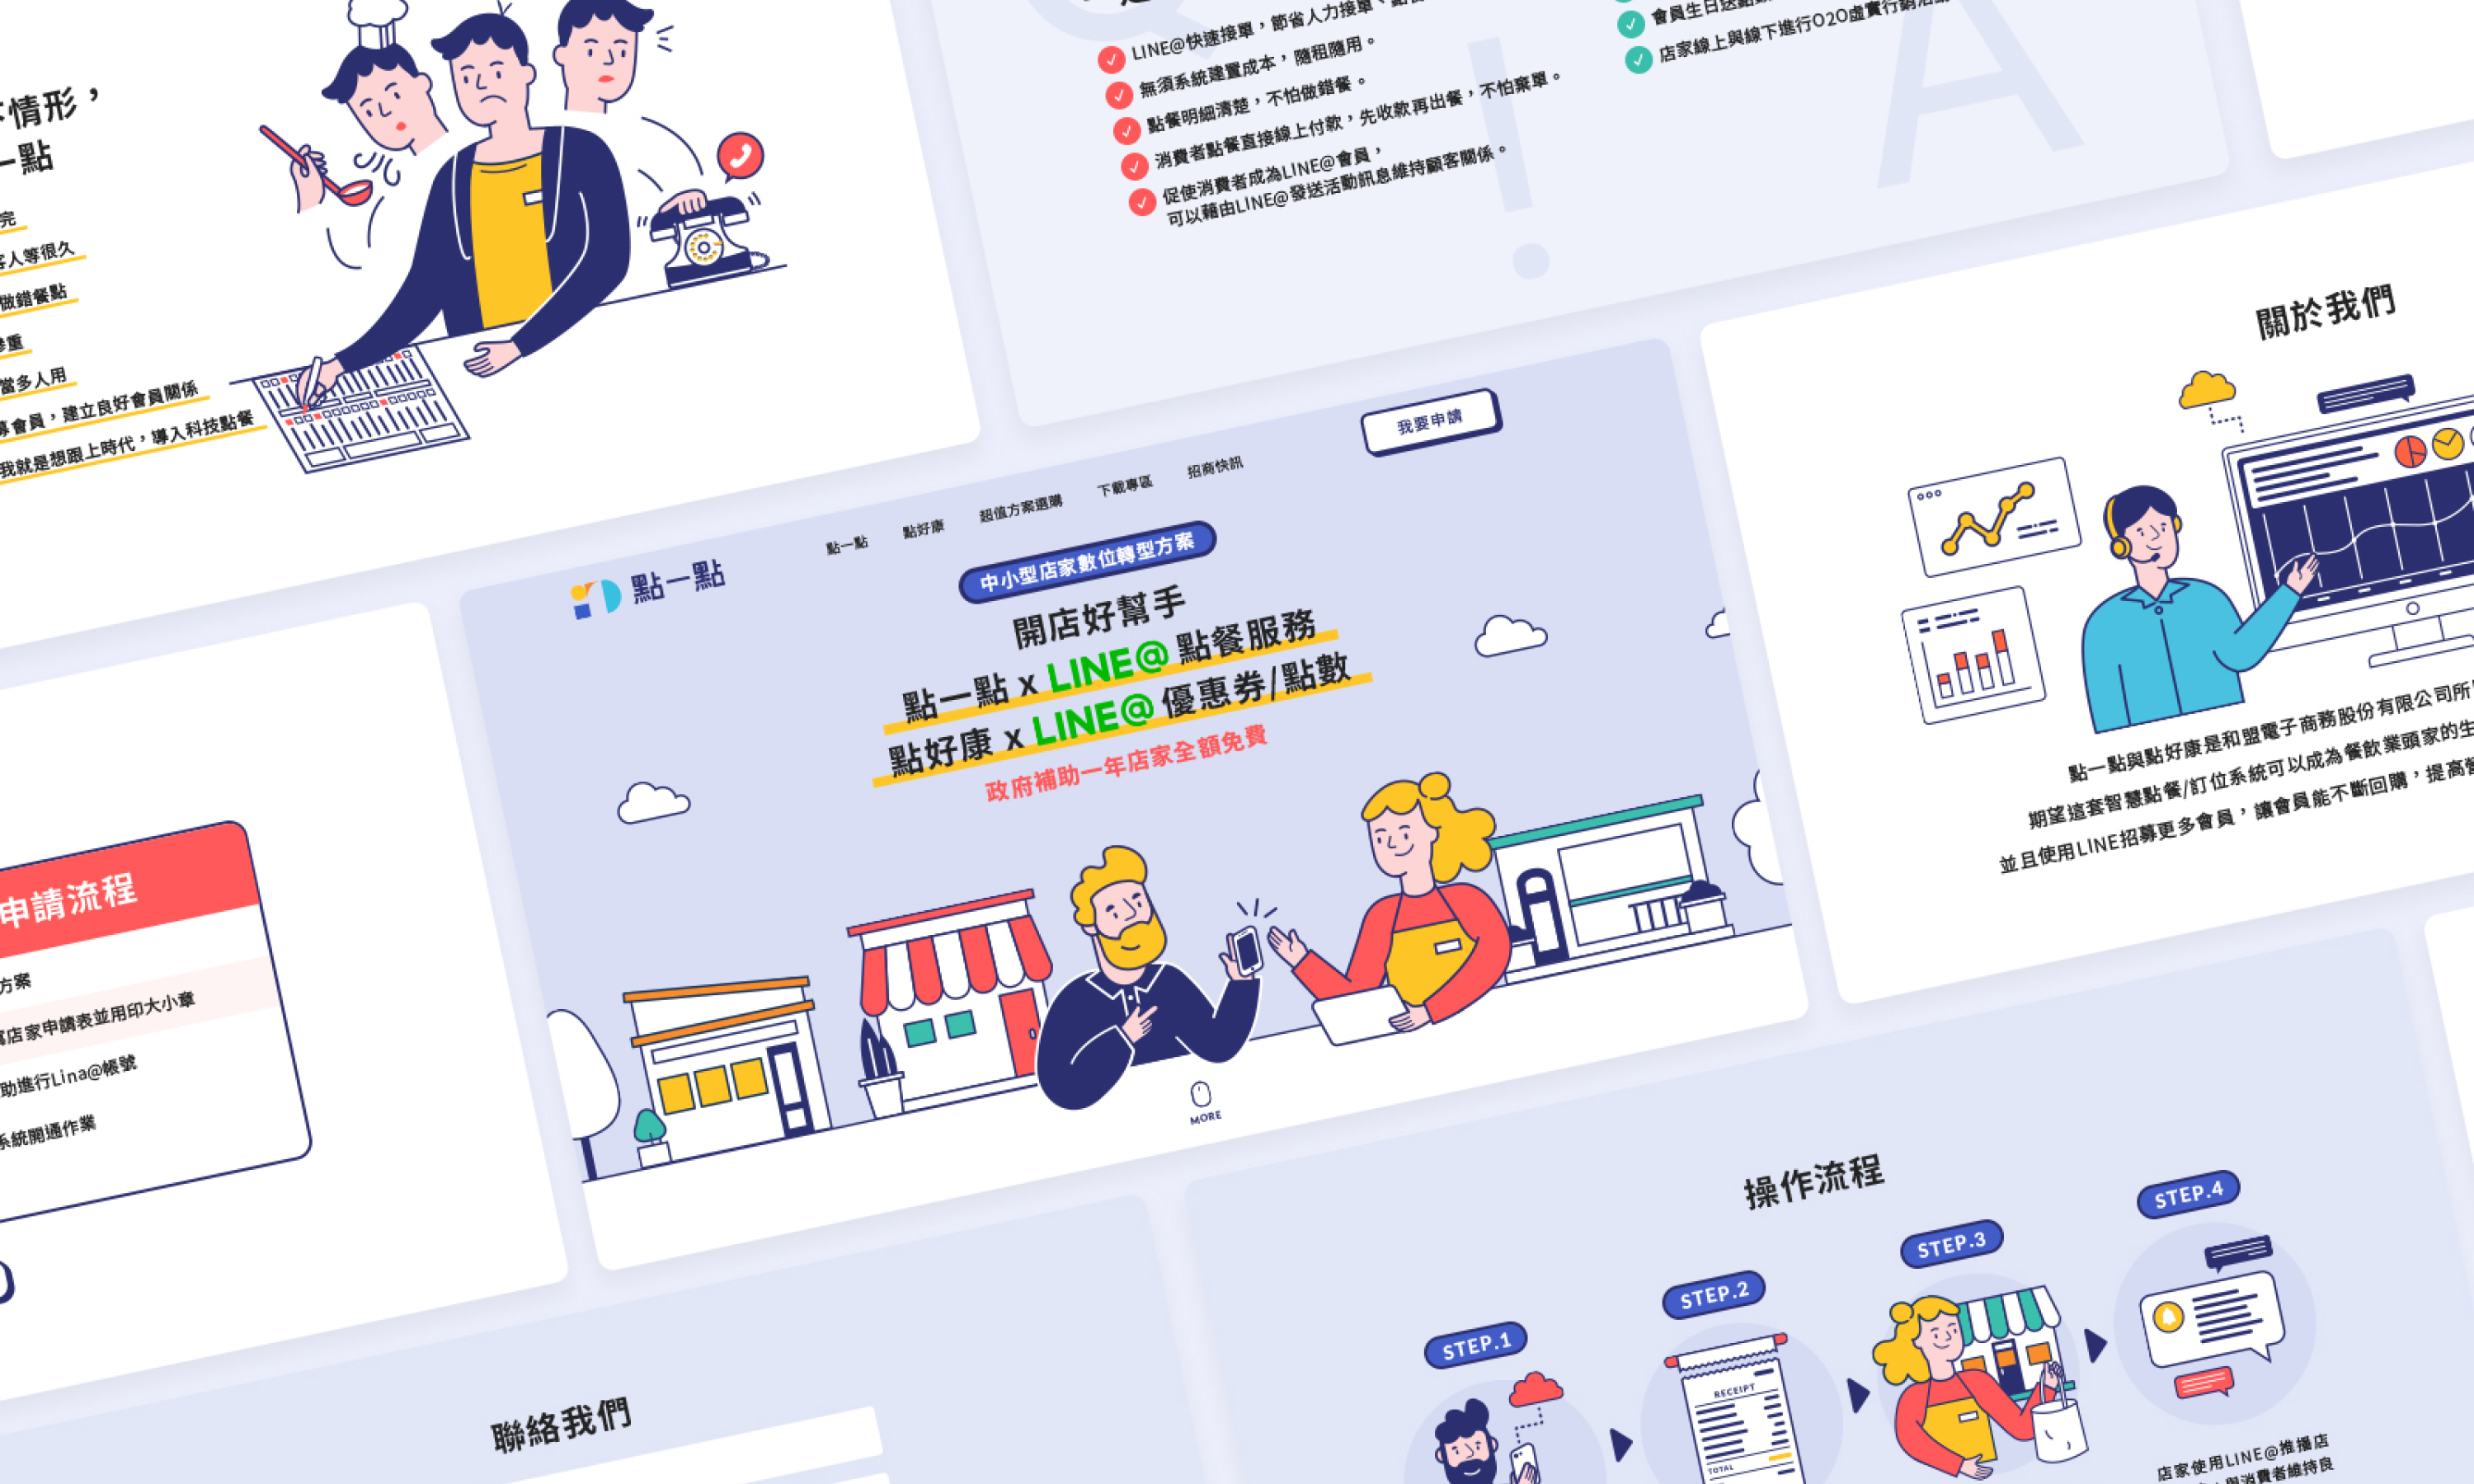 情形，
一點
完
客人等很久
做錯餐點
當多人用
募會員，建立良好會員關係
我就是想跟上時代，導入科技點餐
LINE@快速接單，節省人力接單、
無須系統建置成本，隨租隨用。
點餐明細清楚，不怕做錯餐。
消費者點餐直接線上付款，先收款再出餐，不怕棄單。
促使消費者成為LINE@會員，
可以藉由LINE@發送活動訊息維持顧客關係。
會員生日送點數
店家線上與線下進行O2O虛實行銷活動
!
A
點一點
點一點
點好康
超值方案選購
下載專區
招商快訊
我要申請
中小型店家數位轉型方案
開店好幫手
點一點 x LINE@ 點餐服務
點好康 x LINE@ 優惠券/點數
政府補助一年店家全額免費
MORE
關於我們
點一點與點好康是和盟電子商務股份有限公司所
期望這套智慧點餐/訂位系統可以成為餐飲業頭家的生
並且使用LINE招募更多會員，讓會員能不斷回購，提高營
申請流程
方案
寫店家申請表並用印大小章
助進行Lina@帳號
系統開通作業
聯絡我們
操作流程
STEP.1
STEP.2
STEP.3
STEP.4
RECEIPT
TOTAL
店家使用LINE@推播店
與消費者維持良